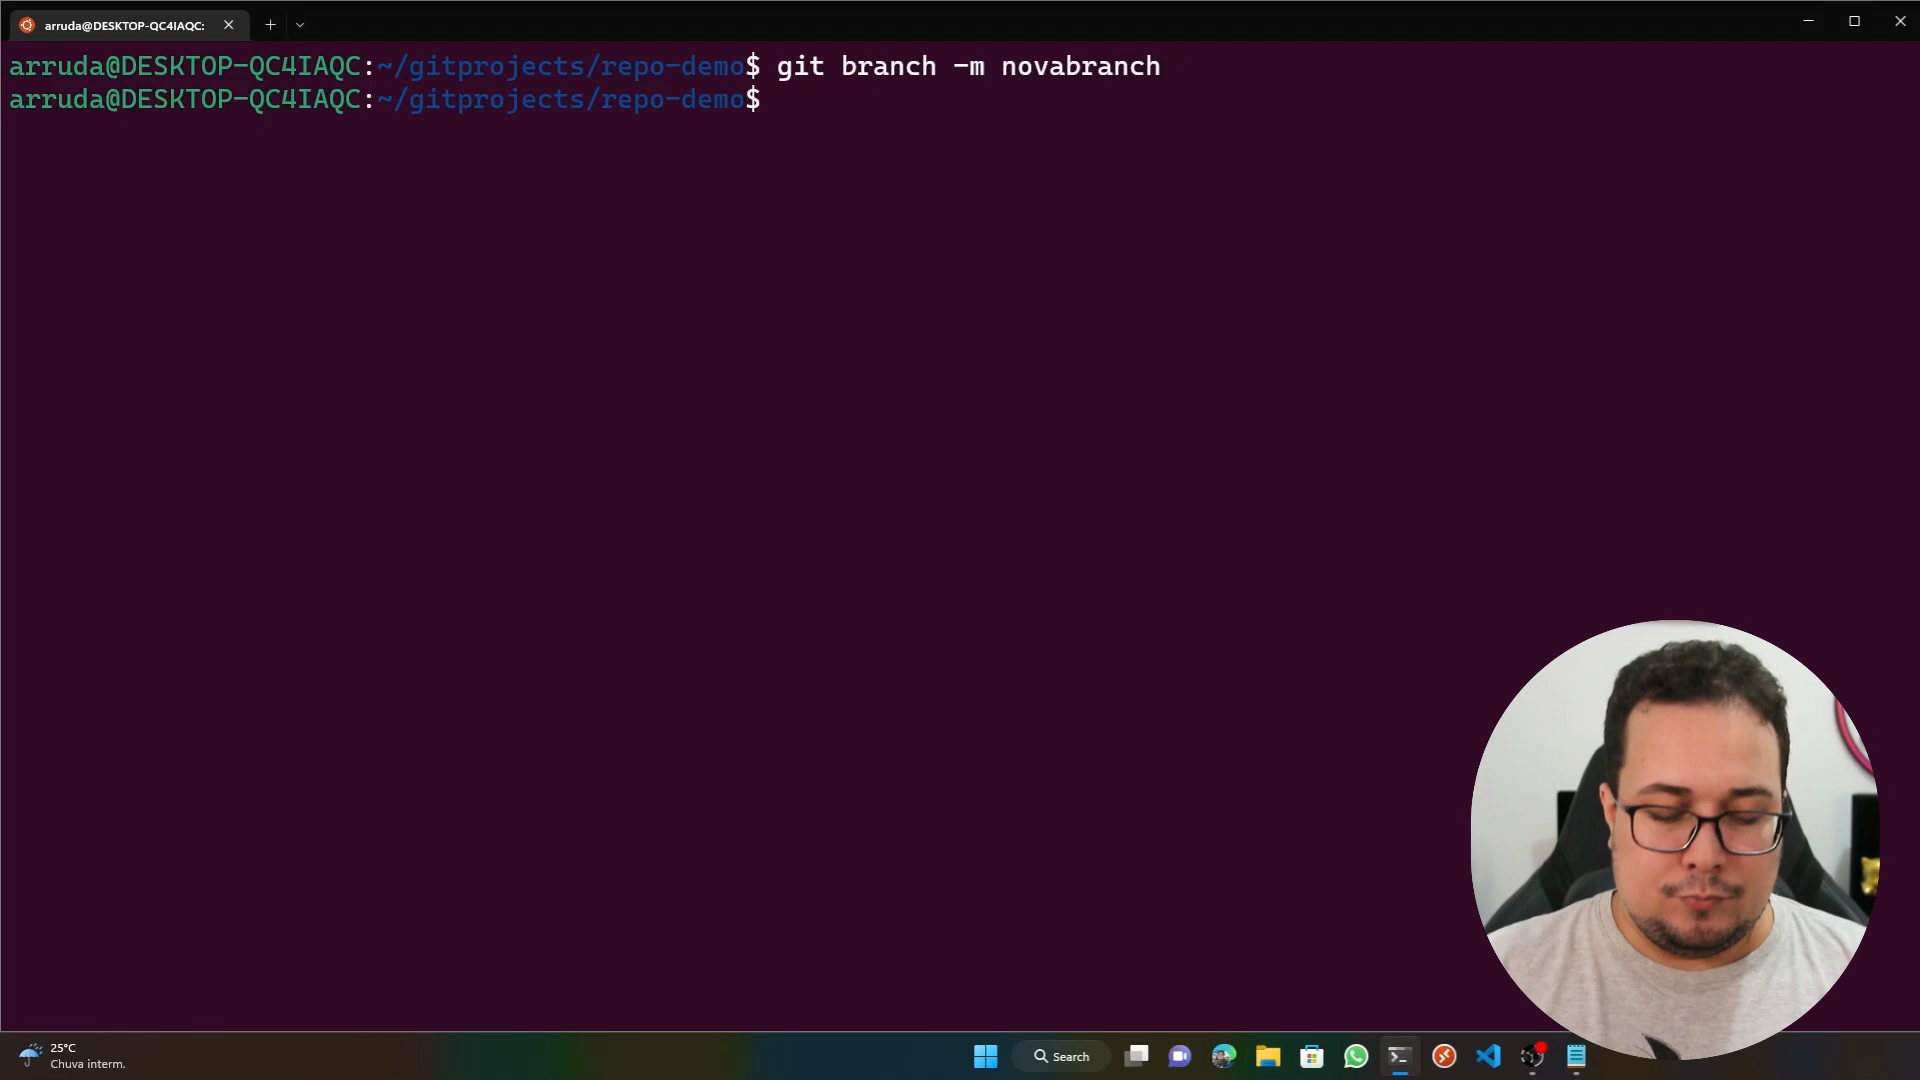 arruda@DESKTOP-QC4IAQC:
arruda@DESKTOP-QC4IAQC:~/gitprojects/repo-demo$ git branch -m novabranch
arruda@DESKTOP-QC4IAQC:~/gitprojects/repo-demo$
25°C
Chuva interm.
Search